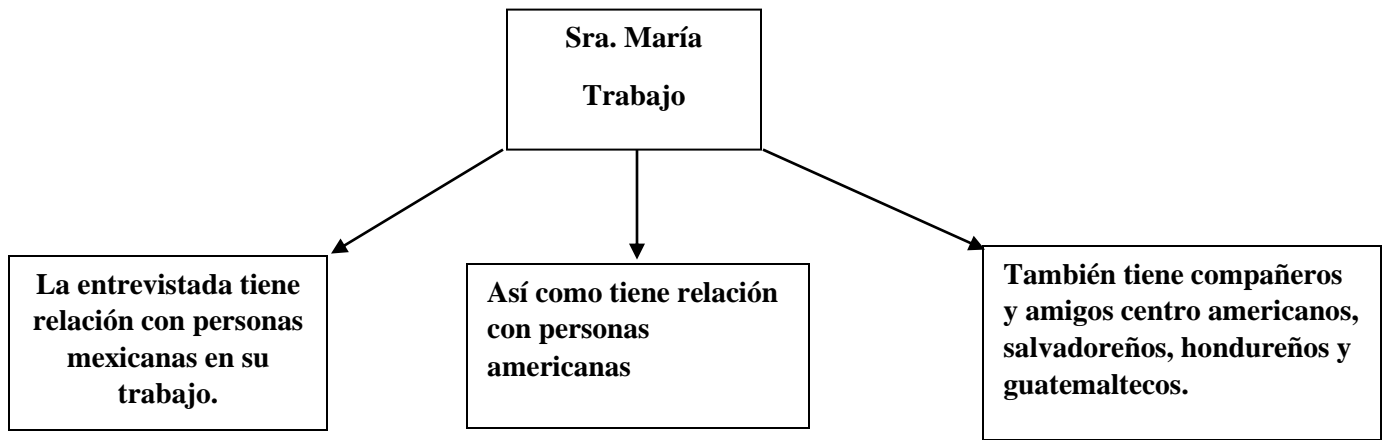 Sra. María
Trabajo
La entrevistada tiene
relación con personas
mexicanas en su
trabajo.
Así como tiene relación
con personas
americanas
También tiene compañeros
y amigos centro americanos,
salvadoreños, hondureños y
guatemaltecos.